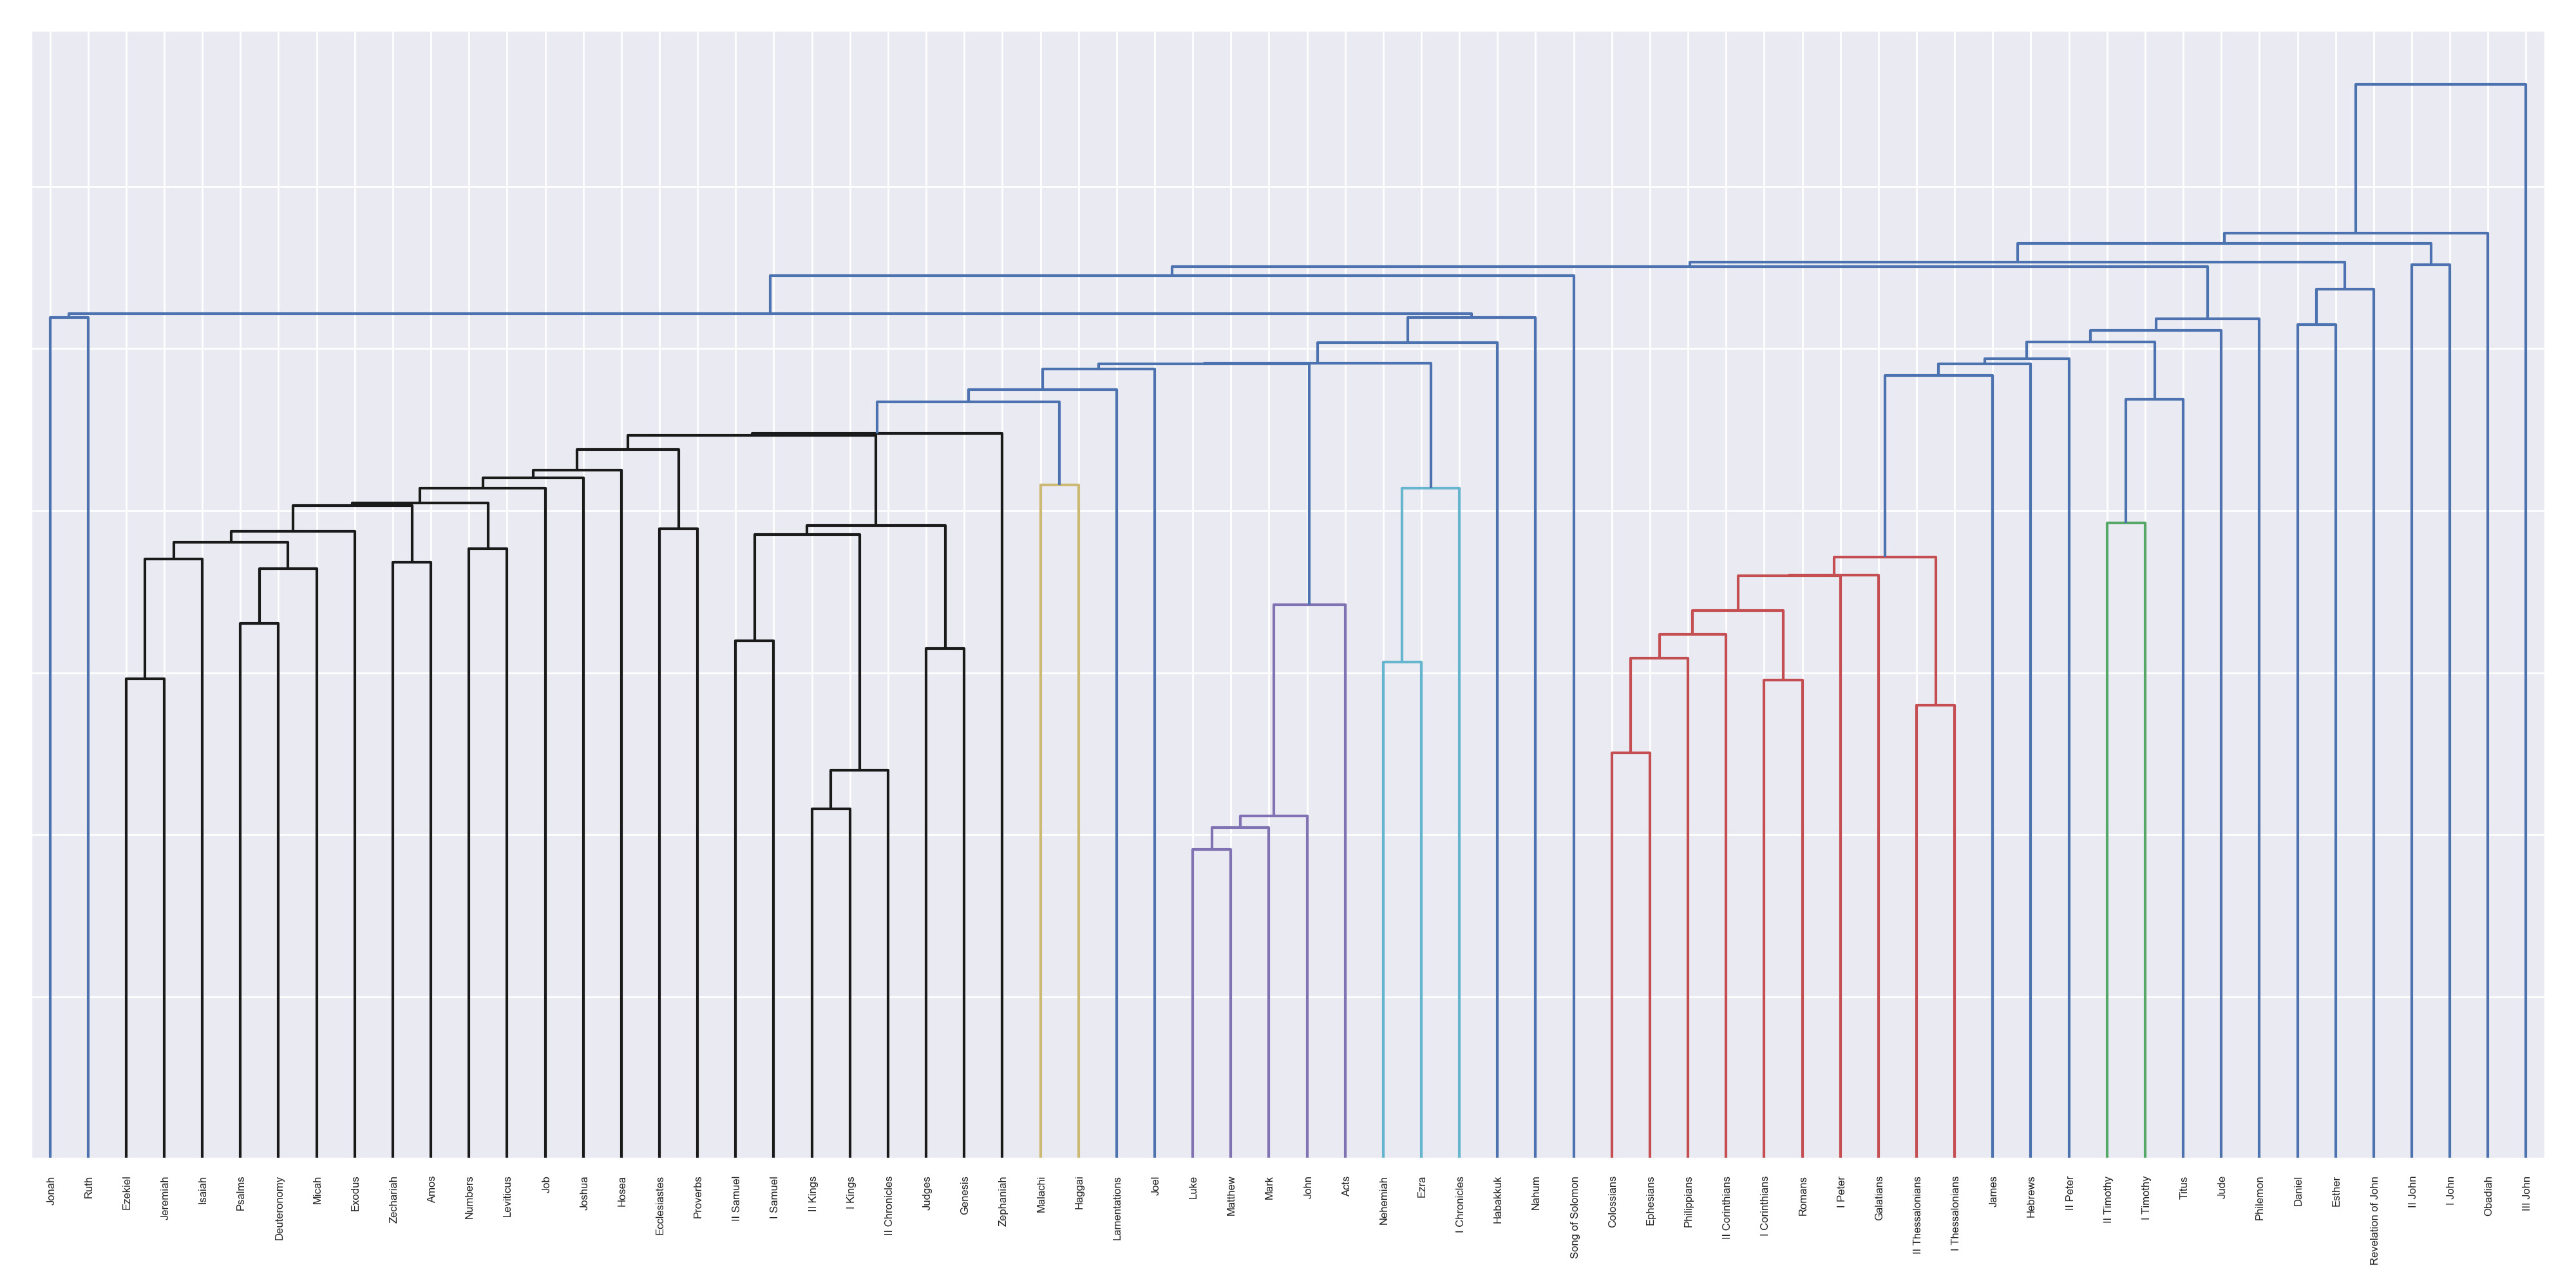 Jonah
Ruth
Ezekiel
Jeremiah
Isaiah
Psalms
Deuteronomy
Micah
Exodus
Zechariah
Amos
Numbers
Leviticus
Job
Joshua
Hosea
Ecclesiastes
Proverbs
II Samuel
I Samuel
II Kings
I Kings
II Chronicles
Judges
Genesis
Zephaniah
Malachi
Haggai
Lamentations
Joel
Luke
Matthew
Mark
John
Acts
Nehemiah
Ezra
I Chronicles
Habakkuk
Nahum
Song of Solomon
Colossians
Ephesians
Philippians
II Corinthians
I Corinthians
Romans
I Peter
Galatians
II Thessalonians
I Thessalonians
James
Hebrews
II Peter
II Timothy
I Timothy
Titus
Jude
Philemon
Daniel
Esther
Revelation of John
II John
I John
Obadiah
III John